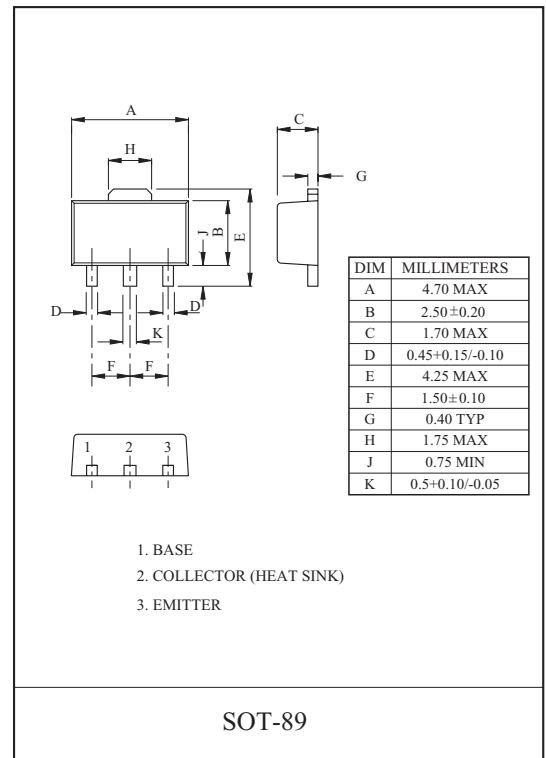 A
H
C
G
J
B
E
D
D
K
F F
1 2 3
DIM MILLIMETERS
A 4.70 MAX
B 2.50±0.20
C 1.70 MAX
D 0.45+0.15/-0.10
E 4.25 MAX
F 1.50±0.10
G 0.40 TYP
H 1.75 MAX
J 0.75 MIN
K 0.5+0.10/-0.05
1. BASE
2. COLLECTOR (HEAT SINK)
3. EMITTER
SOT-89